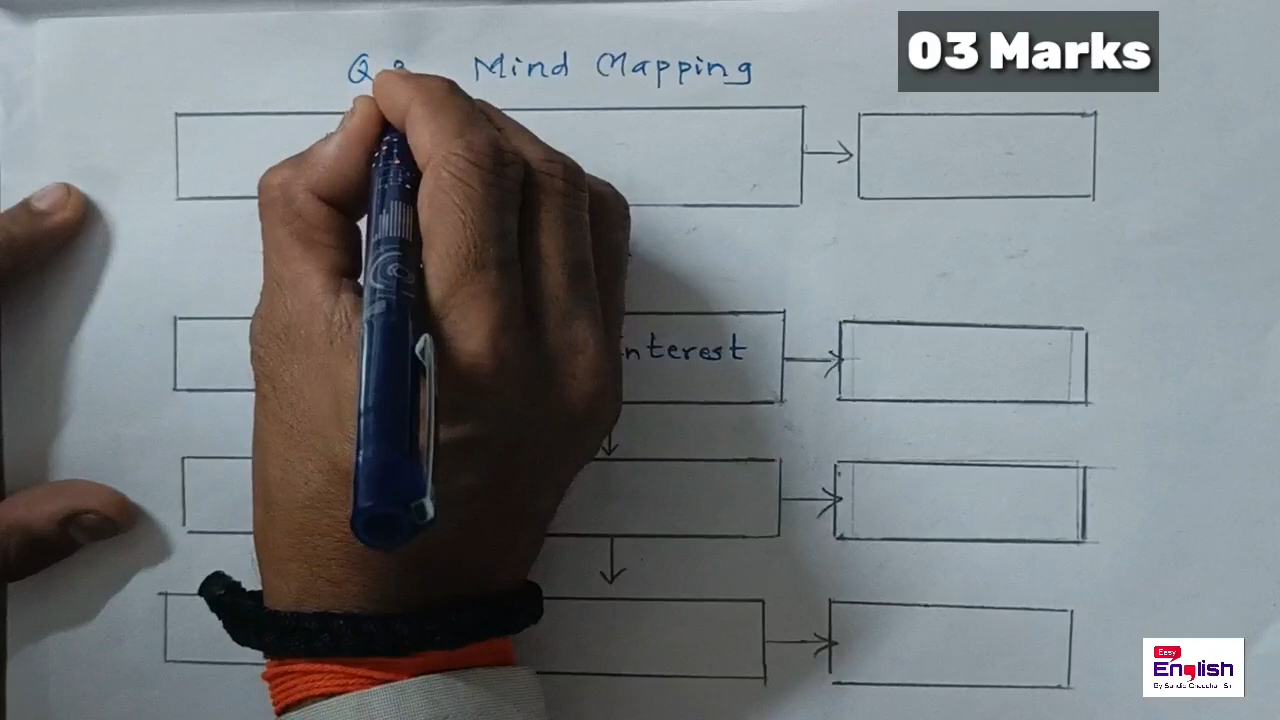 03 Marks
Q Mind Mapping
interest
Easy
English